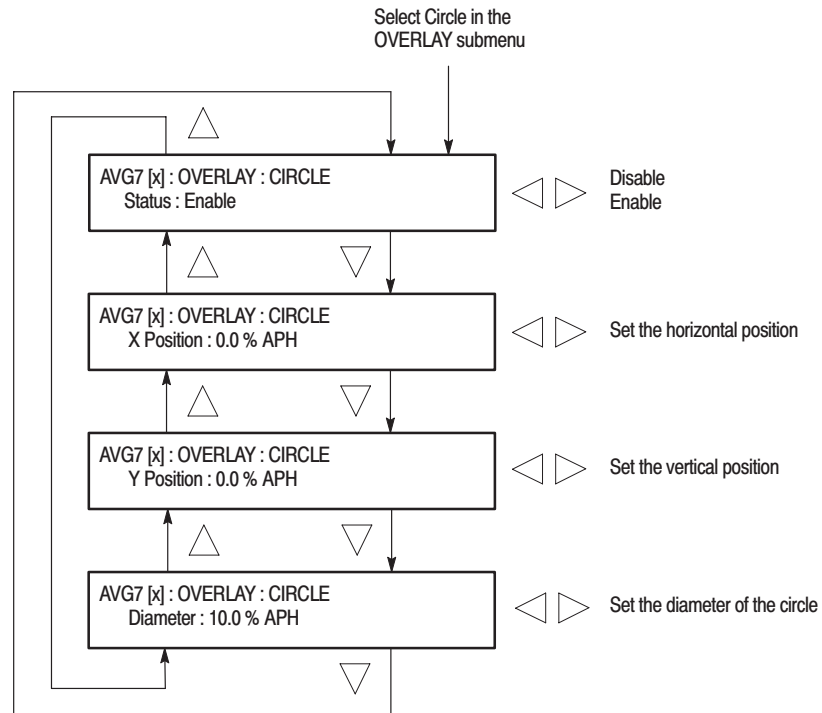 Select Circle in the
OVERLAY submenu
AVG7 [x] : OVERLAY : CIRCLE
Status : Enable
Disable
Enable
AVG7 [x] : OVERLAY : CIRCLE
X Position : 0.0 % APH
Set the horizontal position
AVG7 [x] : OVERLAY : CIRCLE
Y Position : 0.0 % APH
Set the vertical position
AVG7 [x] : OVERLAY : CIRCLE
Diameter : 10.0 % APH
Set the diameter of the circle